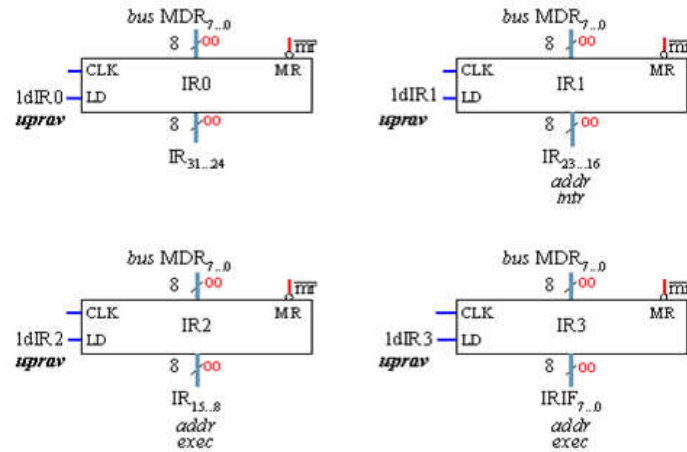 bus MDR7...0
8 00 mr
CLK MR
IR0
ldIR0 LD
uprav
8 00
IR31...24
bus MDR7...0
8 00 mr
CLK MR
IR1
ldIR1 LD
uprav
8 00
IR23...16
addr
intr
bus MDR7...0
8 00 mr
CLK MR
IR2
ldIR2 LD
uprav
8 00
IR15...8
addr
exec
bus MDR7...0
8 00 mr
CLK MR
IR3
ldIR3 LD
uprav
8 00
IRIF7...0
addr
exec